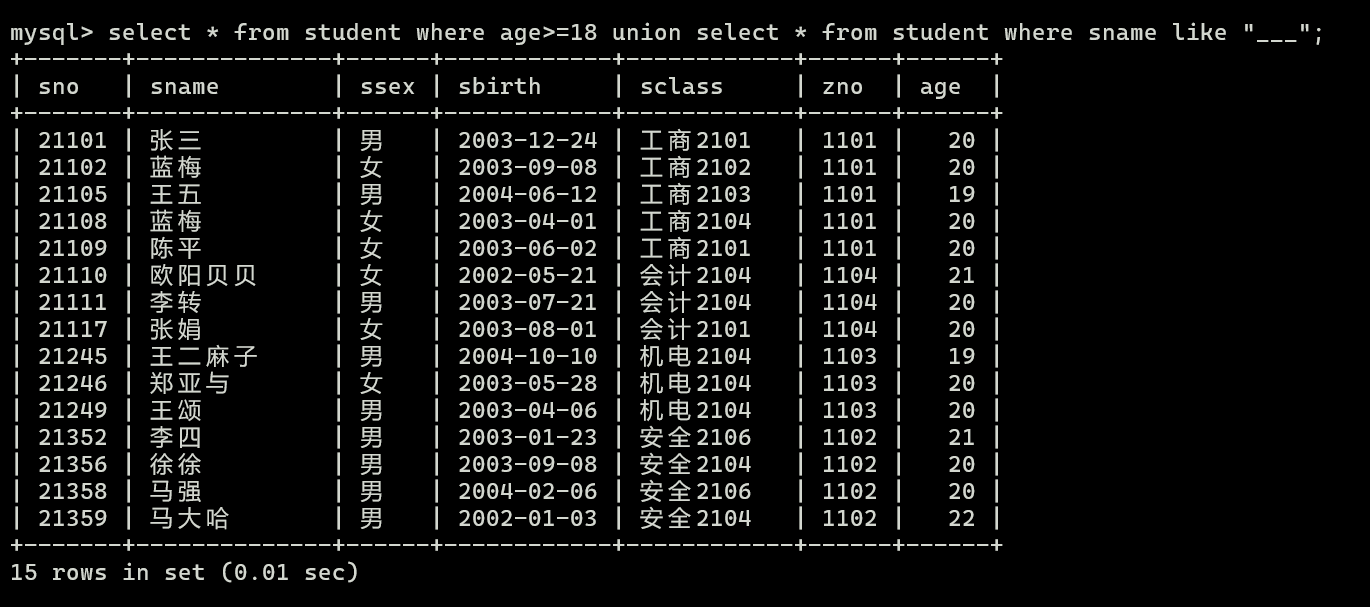 mysql> select * from student where age>=18 union select * from student where sname like "___";
+-------+--------------+------+------------+------------+------+------+
| sno | sname | ssex | sbirth | sclass | zno | age |
+-------+--------------+------+------------+------------+------+------+
| 21101 | 张三 | 男 | 2003-12-24 | 工商2101 | 1101 | 20 |
| 21102 | 蓝梅 | 女 | 2003-09-08 | 工商2102 | 1101 | 20 |
| 21105 | 王五 | 男 | 2004-06-12 | 工商2103 | 1101 | 19 |
| 21108 | 蓝梅 | 女 | 2003-04-01 | 工商2104 | 1101 | 20 |
| 21109 | 陈平 | 女 | 2003-06-02 | 工商2101 | 1101 | 20 |
| 21110 | 欧阳贝贝 | 女 | 2002-05-21 | 会计2104 | 1104 | 21 |
| 21111 | 李转 | 男 | 2003-07-21 | 会计2104 | 1104 | 20 |
| 21117 | 张娟 | 女 | 2003-08-01 | 会计2101 | 1104 | 20 |
| 21245 | 王二麻子 | 男 | 2004-10-10 | 机电2104 | 1103 | 19 |
| 21246 | 郑亚与 | 女 | 2003-05-28 | 机电2104 | 1103 | 20 |
| 21249 | 王颂 | 男 | 2003-04-06 | 机电2104 | 1103 | 20 |
| 21352 | 李四 | 男 | 2003-01-23 | 安全2106 | 1102 | 21 |
| 21356 | 徐徐 | 男 | 2003-09-08 | 安全2104 | 1102 | 20 |
| 21358 | 马强 | 男 | 2004-02-06 | 安全2106 | 1102 | 20 |
| 21359 | 马大哈 | 男 | 2002-01-03 | 安全2104 | 1102 | 22 |
+-------+--------------+------+------------+------------+------+------+
15 rows in set (0.01 sec)